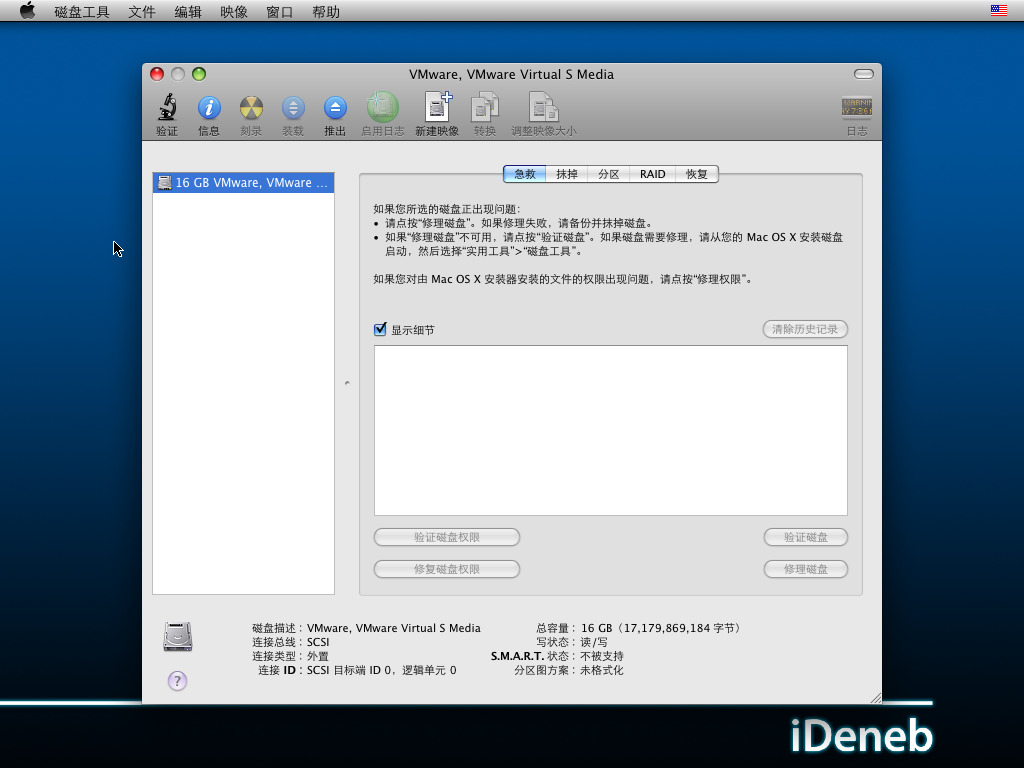 磁盘工具 文件 编辑 映像 窗口 帮助
VMware, VMware Virtual S Media
验证 信息 刻录 装载 推出 启用日志 新建映像 转换 调整映像大小 日志
16 GB VMware, VMware ...
急救 抹掉 分区 RAID 恢复
如果您所选的磁盘正出现问题:
• 请点按“修理磁盘”。如果修理失败，请备份并抹掉磁盘。
• 如果“修理磁盘”不可用，请点按“验证磁盘”。如果磁盘需要修理，请从您的 Mac OS X 安装磁盘
启动，然后选择“实用工具”>“磁盘工具”。
如果您对由 Mac OS X 安装器安装的文件的权限出现问题，请点按“修理权限”。
显示细节 清除历史记录
验证磁盘权限 验证磁盘
修复磁盘权限 修理磁盘
磁盘描述：VMware, VMware Virtual S Media 总容量：16 GB（17,179,869,184 字节）
连接总线：SCSI 写状态：读/写
连接类型：外置 S.M.A.R.T. 状态：不被支持
连接 ID：SCSI 目标端 ID 0，逻辑单元 0 分区图方案：未格式化
?
iDeneb